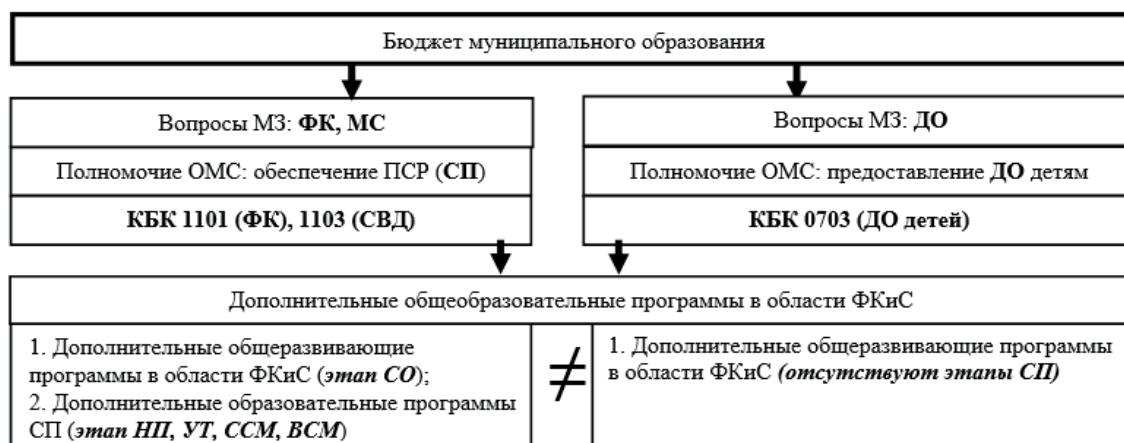 Бюджет муниципального образования
Вопросы МЗ: ФК, МС
Полномочие ОМС: обеспечение ПСР (СП)
КБК 1101 (ФК), 1103 (СВД)
Вопросы МЗ: ДО
Полномочие ОМС: предоставление ДО детям
КБК 0703 (ДО детей)
Дополнительные общеобразовательные программы в области ФКиС
1. Дополнительные общеразвивающие
программы в области ФКиС (этап СО);
2. Дополнительные образовательные программы
СП (этап НП, УТ, ССМ, ВСМ)
≠
1. Дополнительные общеразвивающие программы
в области ФКиС (отсутствуют этапы СП)